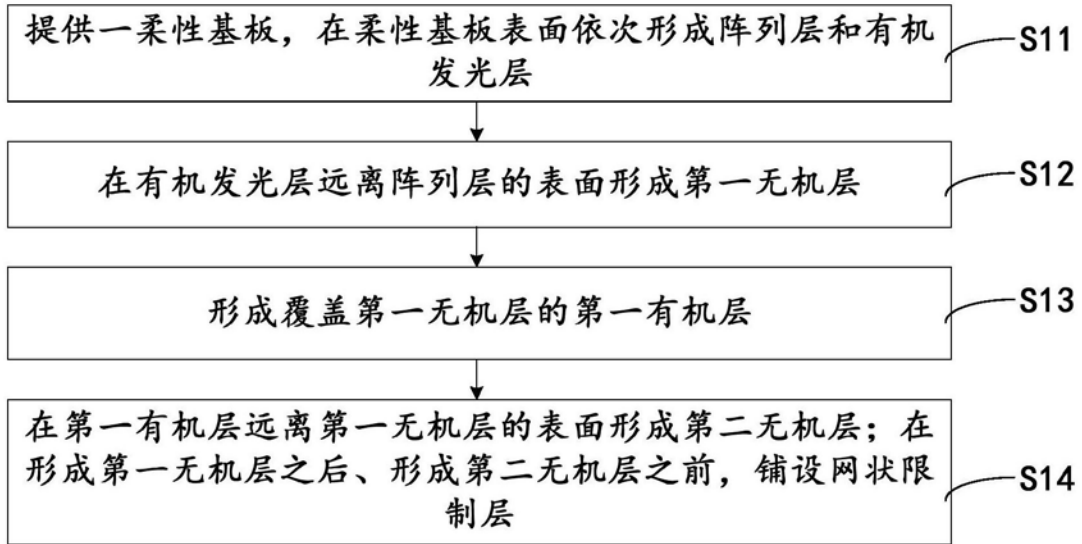 提供一柔性基板，在柔性基板表面依次形成阵列层和有机
发光层
S11
在有机发光层远离阵列层的表面形成第一无机层
S12
形成覆盖第一无机层的第一有机层
S13
在第一有机层远离第一无机层的表面形成第二无机层；在
形成第一无机层之后、形成第二无机层之前，铺设网状限
制层
S14